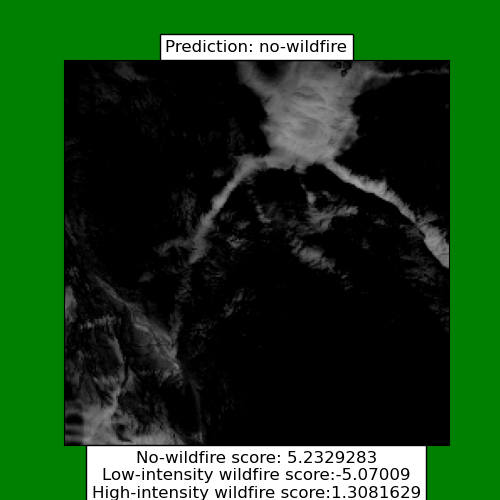 Prediction: no-wildfire
No-wildfire score: 5.2329283
Low-intensity wildfire score:-5.07009
High-intensity wildfire score:1.3081629